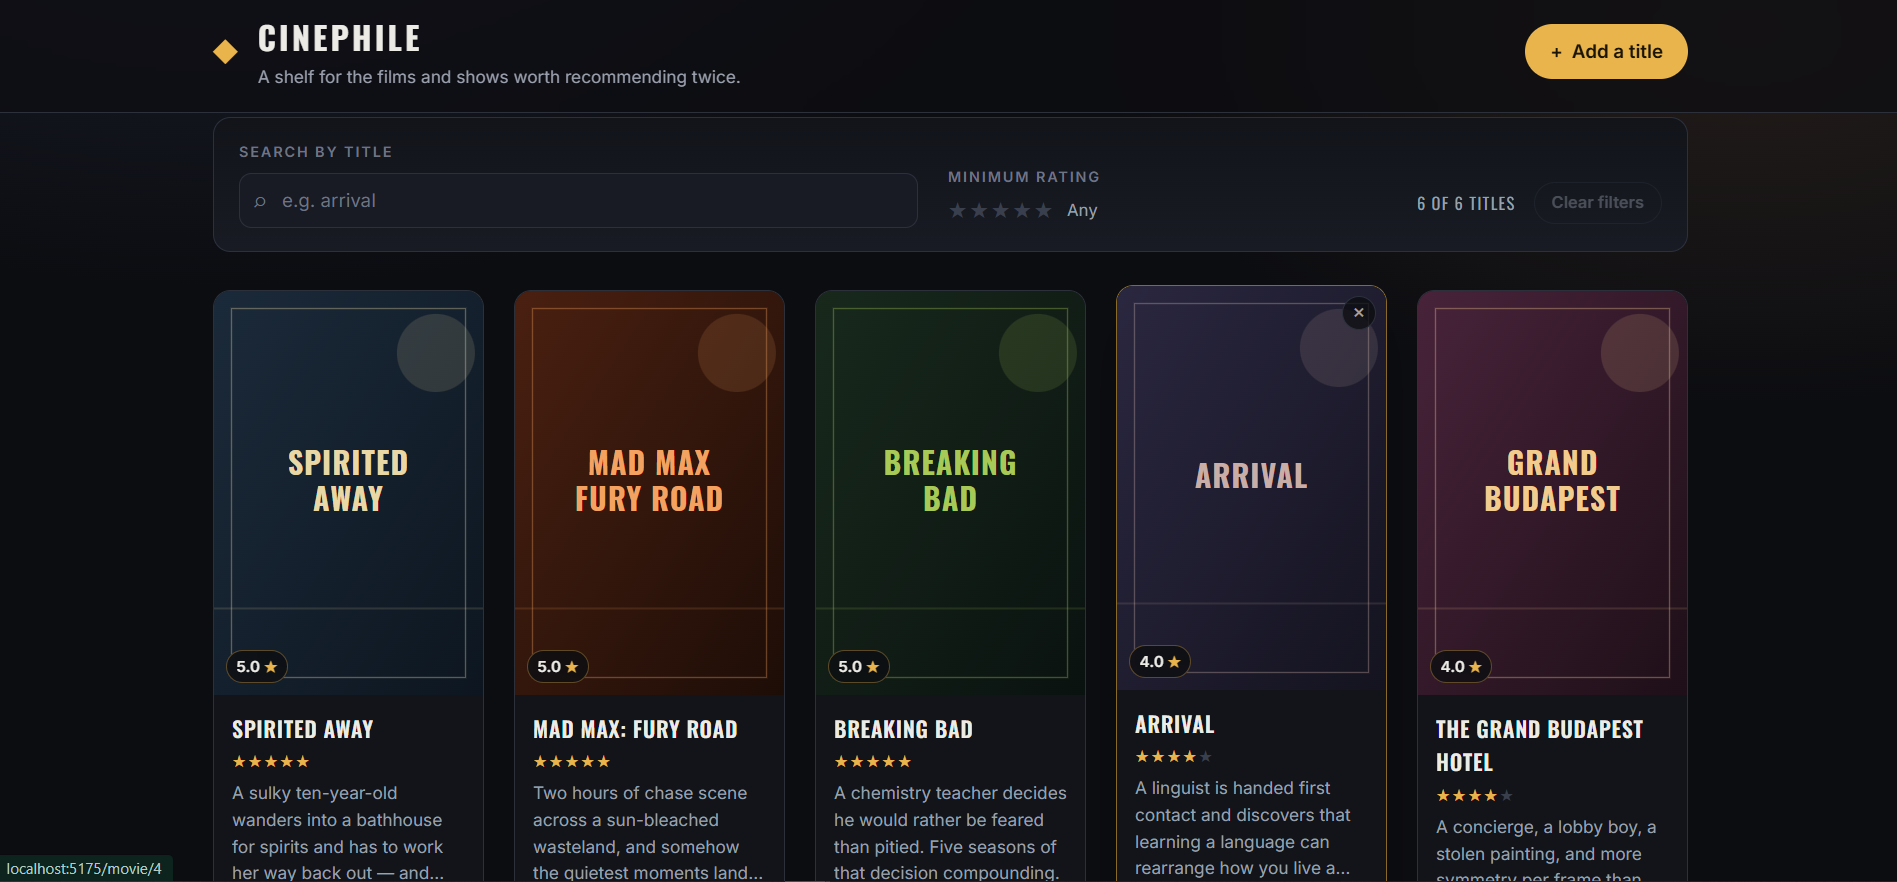 CINEPHILE
A shelf for the films and shows worth recommending twice.
+ Add a title
SEARCH BY TITLE
e.g. arrival
MINIMUM RATING
★★★★★ Any
6 OF 6 TITLES
Clear filters
SPIRITED
AWAY
5.0 ★
SPIRITED AWAY
★★★★★
A sulky ten-year-old
wanders into a bathhouse
for spirits and has to work
her way back out — and...
MAD MAX
FURY ROAD
5.0 ★
MAD MAX: FURY ROAD
★★★★★
Two hours of chase scene
across a sun-bleached
wasteland, and somehow
the quietest moments land...
BREAKING
BAD
5.0 ★
BREAKING BAD
★★★★★
A chemistry teacher decides
he would rather be feared
than pitied. Five seasons of
that decision compounding.
✕
ARRIVAL
4.0 ★
ARRIVAL
★★★★★
A linguist is handed first
contact and discovers that
learning a language can
rearrange how you live a...
GRAND
BUDAPEST
4.0 ★
THE GRAND BUDAPEST
HOTEL
★★★★★
A concierge, a lobby boy, a
stolen painting, and more
symmetry per frame than
localhost:5175/movie/4